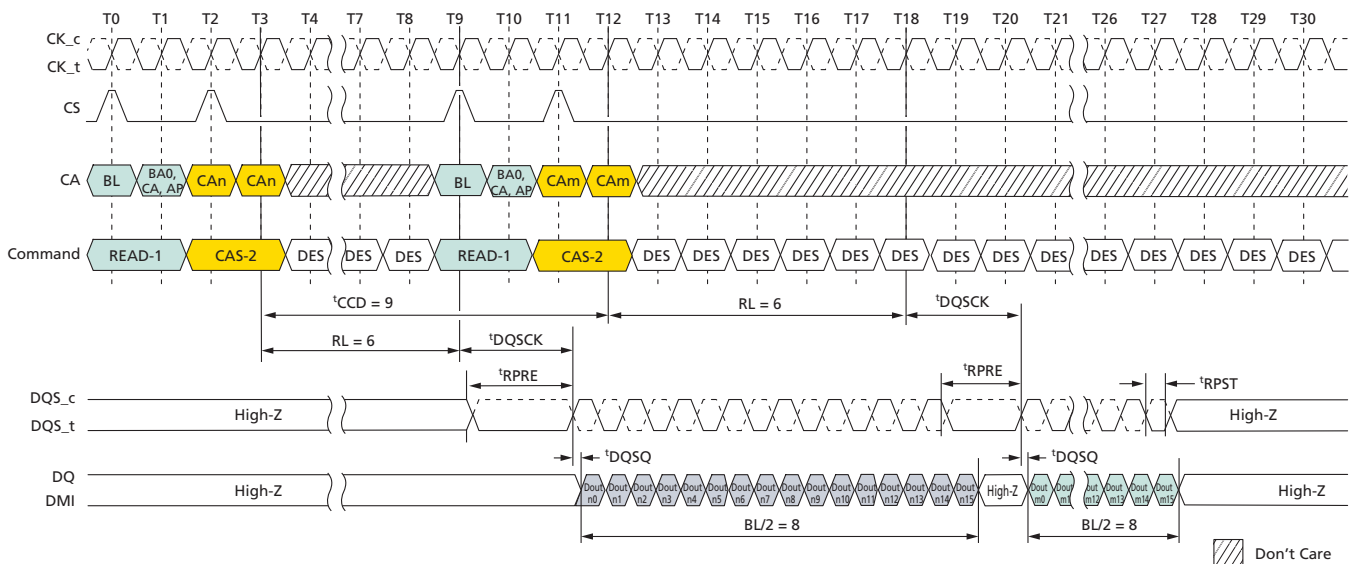 T0 T1 T2 T3 T4 T7 T8 T9 T10 T11 T12 T13 T14 T15 T16 T17 T18 T19 T20 T21 T26 T27 T28 T29 T30
CK_c
CK_t
CS
CA BL BA0, CA, AP CAn CAn BL BA0, CA, AP CAm CAm
Command READ-1 CAS-2 DES DES DES READ-1 CAS-2 DES DES DES DES DES DES DES DES DES DES DES DES DES DES
tCCD = 9 RL = 6 tDQSCK
RL = 6 tDQSCK
tRPRE tRPRE tRPST
DQS_c
DQS_t
High-Z High-Z
tDQSQ tDQSQ
DQ
DMI
High-Z Dout n0 Dout n1 Dout n2 Dout n3 Dout n4 Dout n5 Dout n6 Dout n7 Dout n8 Dout n9 Dout n10 Dout n11 Dout n12 Dout n13 Dout n14 Dout n15 High-Z Dout m0 Dout m1 Dout m12 Dout m13 Dout m14 Dout m15 High-Z
BL/2 = 8 BL/2 = 8
Don't Care